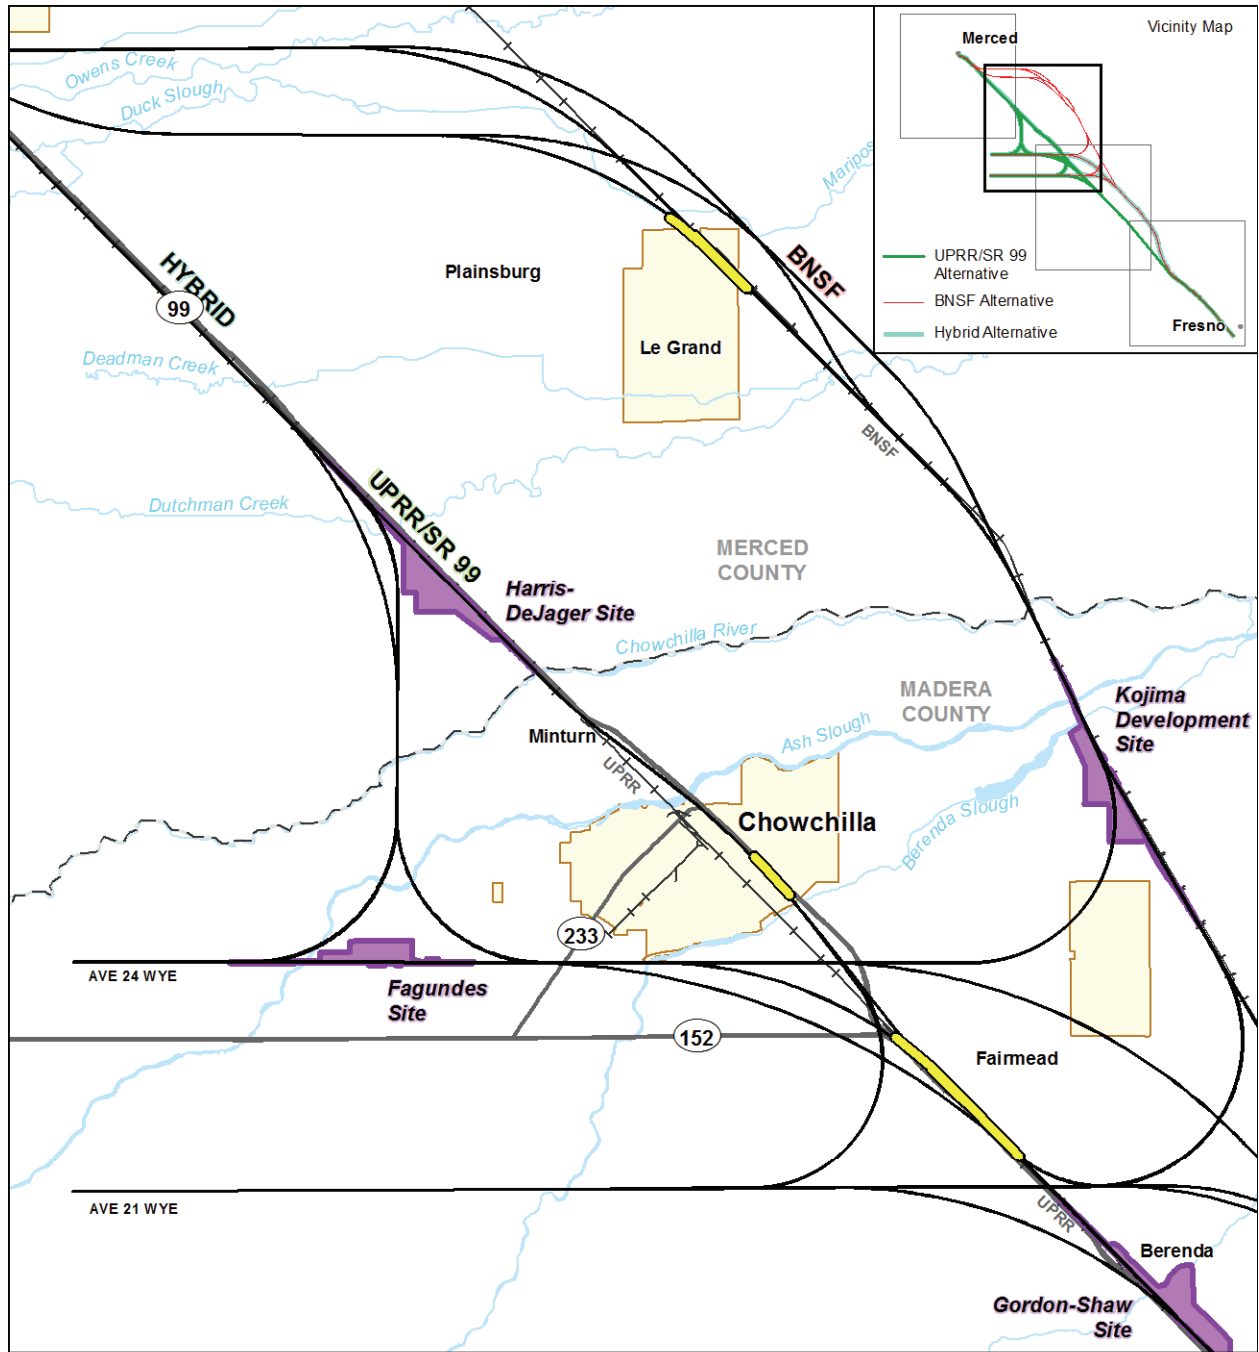 Vicinity Map
Merced
UPRR/SR 99
Alternative
BNSF Alternative
Hybrid Alternative
Fresno
Owens Creek
Duck Slough
Maripos
Plainsburg
HYBRID
99
BNSF
Le Grand
Deadman Creek
BNSF
Dutchman Creek
UPRR/SR 99
MERCED
COUNTY
Harris-
DeJager Site
Chowchilla River
MADERA
COUNTY
Kojima
Development
Site
Minturn
Ash Slough
UPRR
Chowchilla
Berenda Slough
233
AVE 24 WYE
Fagundes
Site
152
Fairmead
AVE 21 WYE
UPRR
Berenda
Gordon-Shaw
Site